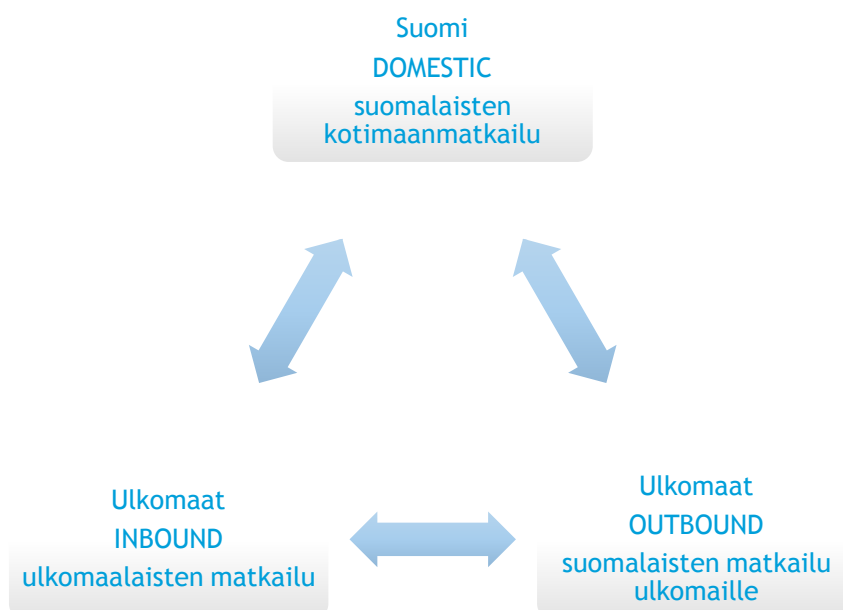 Suomi
DOMESTIC
suomalaisten
kotimaanmatkailu
Ulkomaat
INBOUND
ulkomaalaisten matkailu
Ulkomaat
OUTBOUND
suomalaisten matkailu
ulkomaille